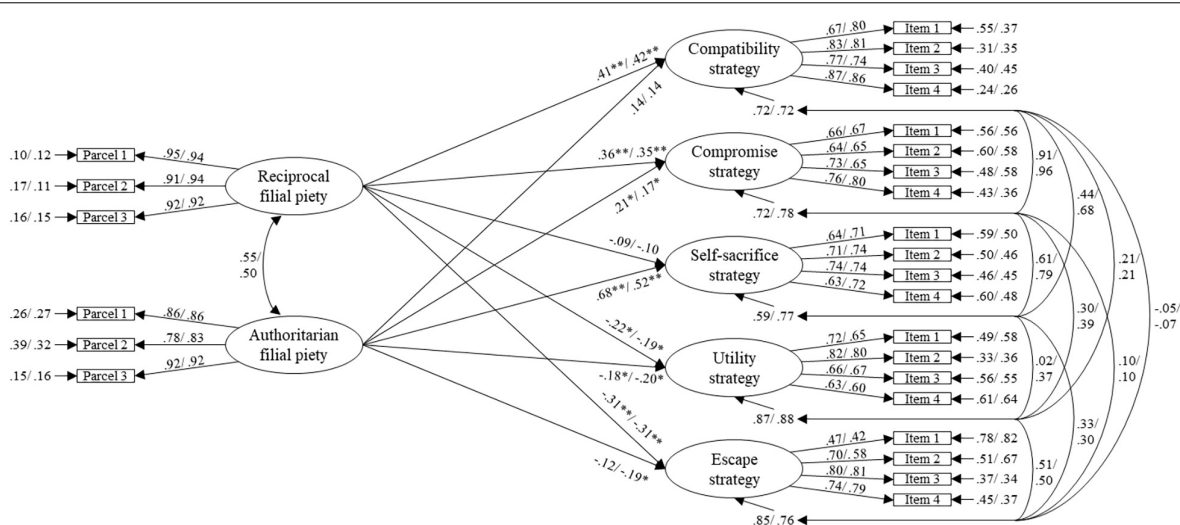 Compatibility
strategy
.67/ .80
.83/ .81
.77/ .74
.87/ .86
Item 1
Item 2
Item 3
Item 4
.55/ .37
.31/ .35
.40/ .45
.24/ .26
.72/ .72
.41**/ .42**
.14/ .14
Compromise
strategy
.66/ .67
.64/ .65
.73/ .65
.76/ .80
Item 1
Item 2
Item 3
Item 4
.56/ .56
.60/ .58
.48/ .58
.43/ .36
.72/ .78
.36**/ .35**
.21*/ .17*
.10/ .12
.17/ .11
.16/ .15
Parcel 1
Parcel 2
Parcel 3
.95/ .94
.91/ .94
.92/ .92
Reciprocal
filial piety
.55/
.50
Self-sacrifice
strategy
.64/ .71
.71/ .74
.74/ .74
.63/ .72
Item 1
Item 2
Item 3
Item 4
.59/ .50
.50/ .46
.46/ .45
.60/ .48
.59/ .77
-.09/ -.10
.68**/ .52**
.26/ .27
.39/ .32
.15/ .16
Parcel 1
Parcel 2
Parcel 3
.86/ .86
.78/ .83
.92/ .92
Authoritarian
filial piety
Utility
strategy
.72/ .65
.82/ .80
.66/ .67
.63/ .60
Item 1
Item 2
Item 3
Item 4
.49/ .58
.33/ .36
.56/ .55
.61/ .64
.87/ .88
-.22*/ -.19*
-.18*/ -.20*
Escape
strategy
.47/ .42
.70/ .58
.80/ .81
.74/ .79
Item 1
Item 2
Item 3
Item 4
.78/ .82
.51/ .67
.37/ .34
.45/ .37
.85/ .76
-.31**/ -.31**
-.12/ -.19*
.91/
.96
.44/
.68
.61/
.79
.21/
.21
.30/
.39
-.05/
-.07
.02/
.37
.10/
.10
.33/
.30
.51/
.50